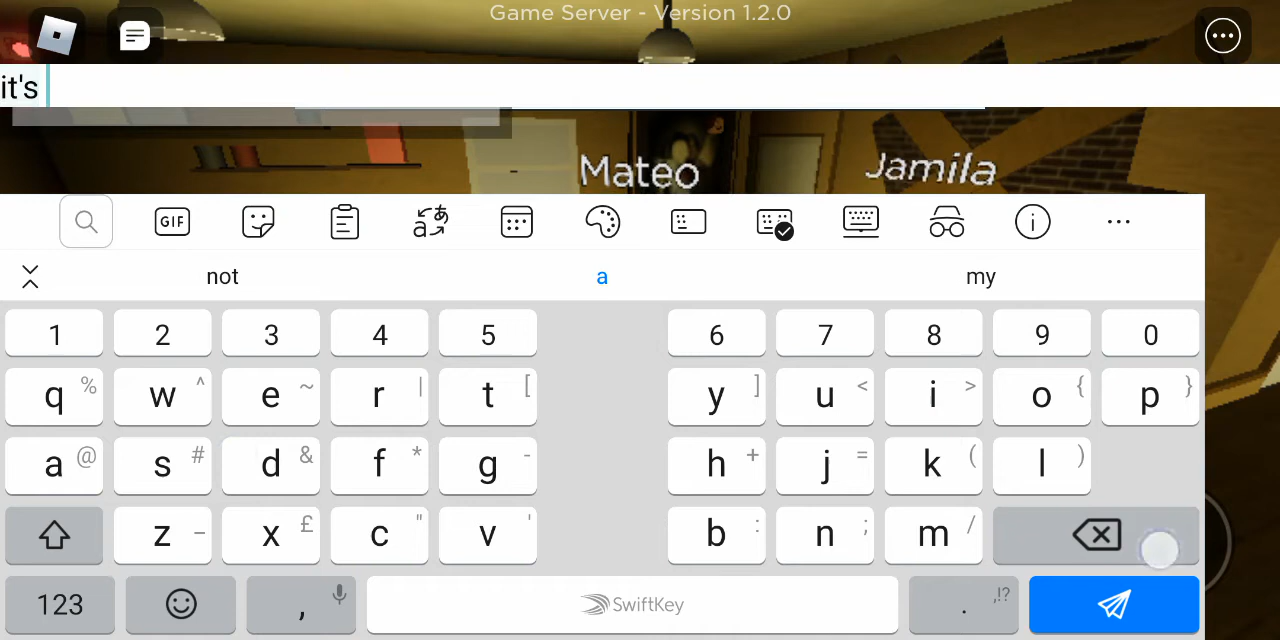 Game Server - Version 1.2.0
it's
Mateo Jamila
GIF
not a my
1 2 3 4 5 6 7 8 9 0
q % w ^ e ~ r | t [ y ] u < i > o { p }
a @ s # d & f * g - h + j = k ( l )
z _ x £ c " v ' b : n ; m /
123 , SwiftKey . ,!?